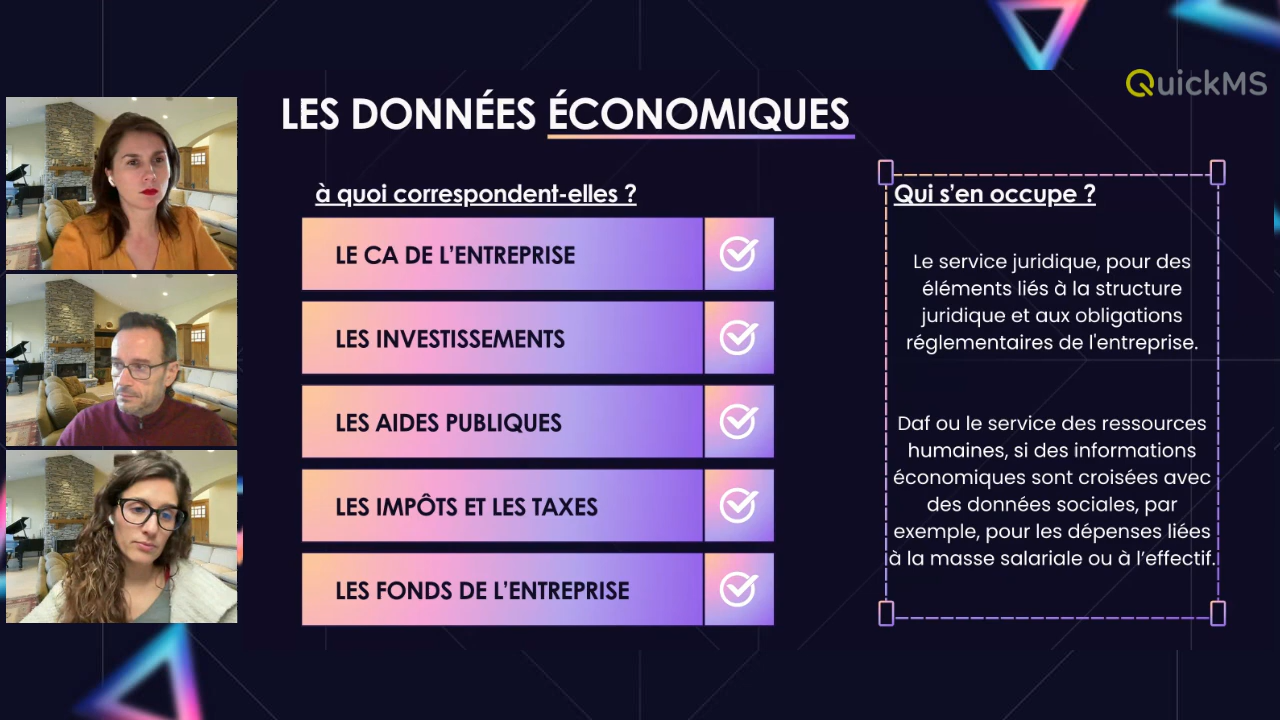 QuickMS
LES DONNÉES ÉCONOMIQUES
à quoi correspondent-elles ?
LE CA DE L'ENTREPRISE
LES INVESTISSEMENTS
LES AIDES PUBLIQUES
LES IMPÔTS ET LES TAXES
LES FONDS DE L'ENTREPRISE
Qui s'en occupe ?
Le service juridique, pour des
éléments liés à la structure
juridique et aux obligations
réglementaires de l'entreprise.
Daf ou le service des ressources
humaines, si des informations
économiques sont croisées avec
des données sociales, par
exemple, pour les dépenses liées
à la masse salariale ou à l'effectif.